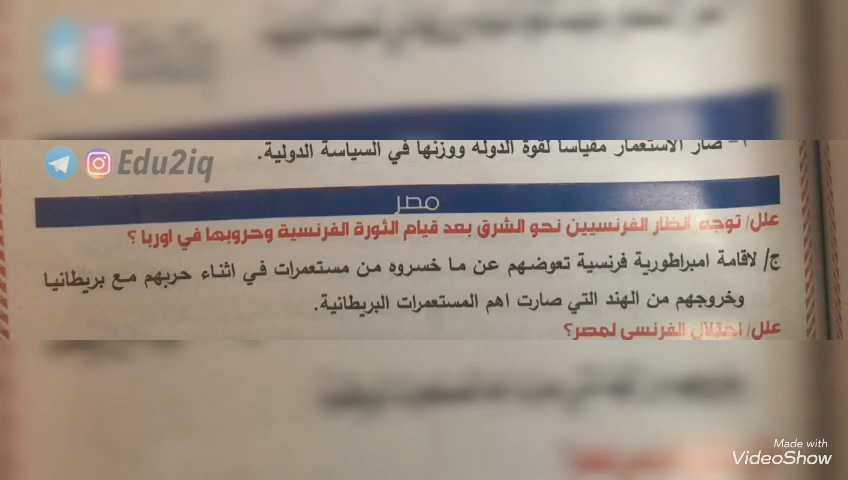 Edu2iq
صار الاستعمار مقياسا لقوة الدولة ووزنها في السياسة الدولية.
مصر
علل/ توجه انظار الفرنسيين نحو الشرق بعد قيام الثورة الفرنسية وحروبها في اوربا ؟
ج/ لاقامة امبراطورية فرنسية تعوضهم عن ما خسروه من مستعمرات في اثناء حربهم مع بريطانيا
وخروجهم من الهند التي صارت اهم المستعمرات البريطانية.
علل/ احتلال الفرنسي لمصر؟
Made with
VideoShow